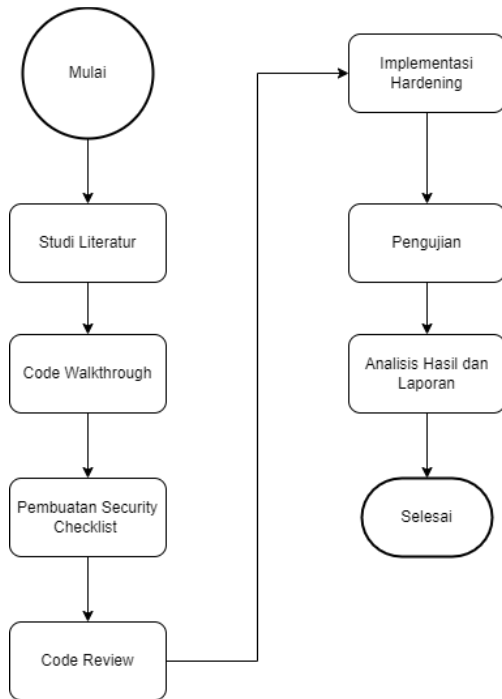 Mulai
Studi Literatur
Code Walkthrough
Pembuatan Security
Checklist
Code Review
Implementasi
Hardening
Pengujian
Analisis Hasil dan
Laporan
Selesai